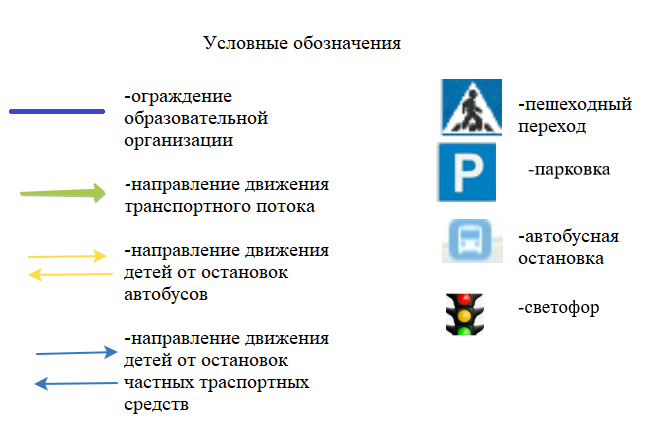 Условные обозначения
-ограждение
образовательной
организации
-направление движения
транспортного потока
-направление движения
детей от остановок
автобусов
-направление движения
детей от остановок
частных траспортных
средств
-пешеходный
переход
P
-парковка
-автобусная
остановка
-светофор